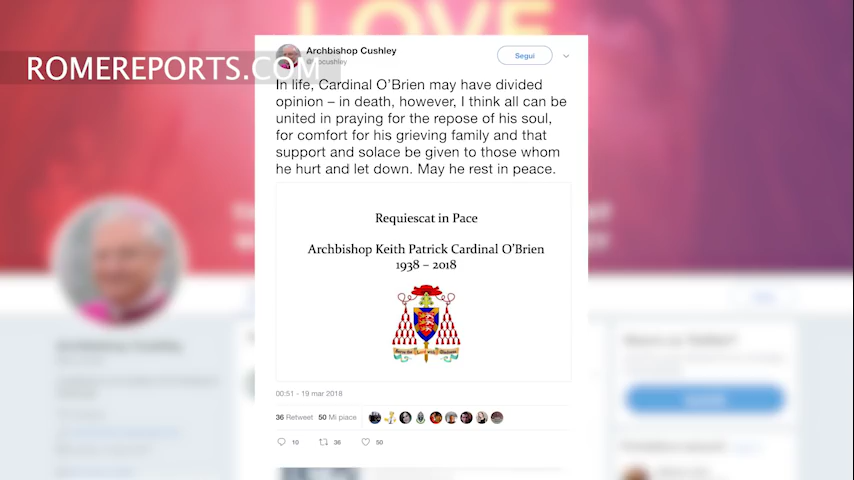 LOVE
Archbishop Cushley
Segui
ROMEREPORTS.COM
In life, Cardinal O'Brien may have divided
opinion – in death, however, I think all can be
united in praying for the repose of his soul,
for comfort for his grieving family and that
support and solace be given to those whom
he hurt and let down. May he rest in peace.
Requiescat in Pace
Archbishop Keith Patrick Cardinal O'Brien
1938 – 2018
00:51 - 19 mar 2018
36 Retweet 50 Mi piace
10 36 50